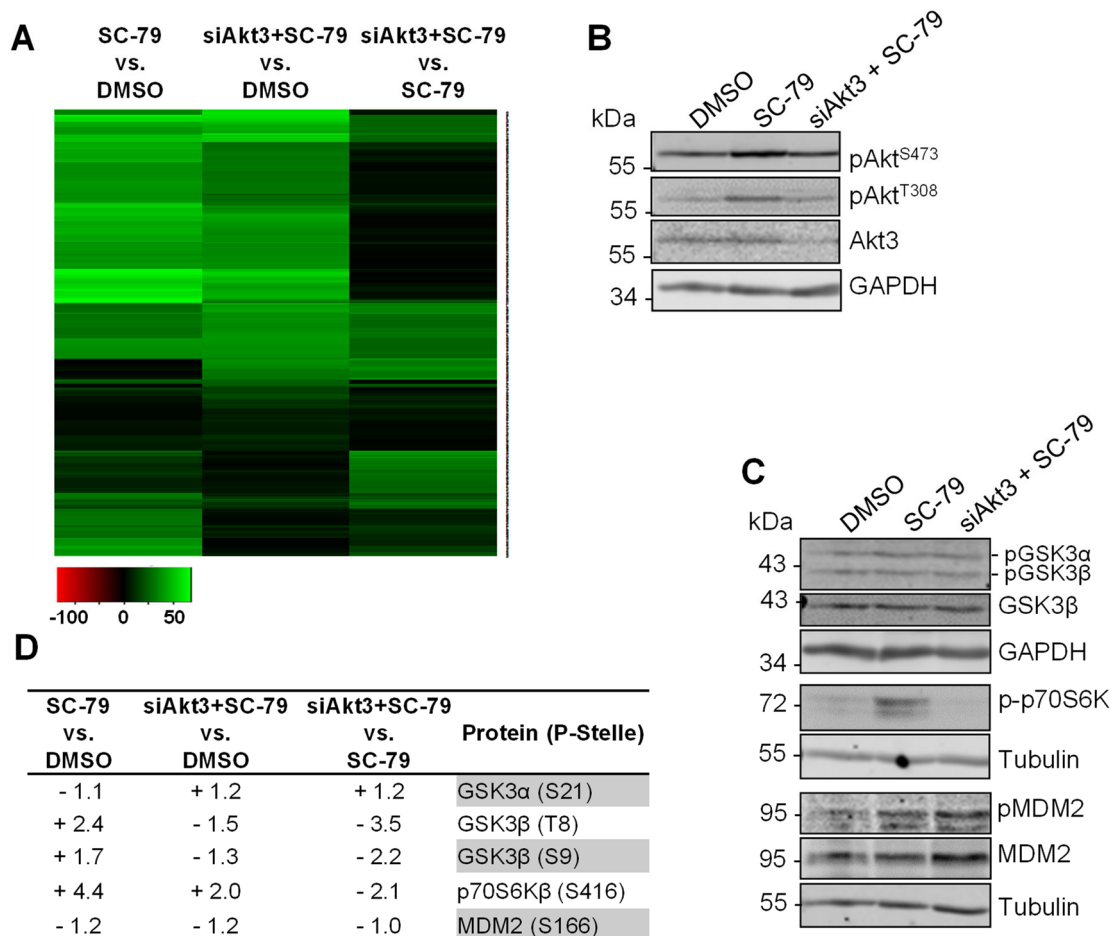 A
SC-79 vs. DMSO
siAkt3+SC-79 vs. DMSO
siAkt3+SC-79 vs. SC-79
-100 0 50
B
kDa
DMSO
SC-79
siAkt3 + SC-79
55 pAktS473
55 pAktT308
55 Akt3
34 GAPDH
C
kDa
DMSO
SC-79
siAkt3 + SC-79
pGSK3α
43 pGSK3β
43 GSK3β
34 GAPDH
72 p-p70S6K
55 Tubulin
95 pMDM2
95 MDM2
55 Tubulin
D
SC-79 vs. DMSO
siAkt3+SC-79 vs. DMSO
siAkt3+SC-79 vs. SC-79
Protein (P-Stelle)
- 1.1 + 1.2 + 1.2 GSK3α (S21)
+ 2.4 - 1.5 - 3.5 GSK3β (T8)
+ 1.7 - 1.3 - 2.2 GSK3β (S9)
+ 4.4 + 2.0 - 2.1 p70S6Kβ (S416)
- 1.2 - 1.2 - 1.0 MDM2 (S166)